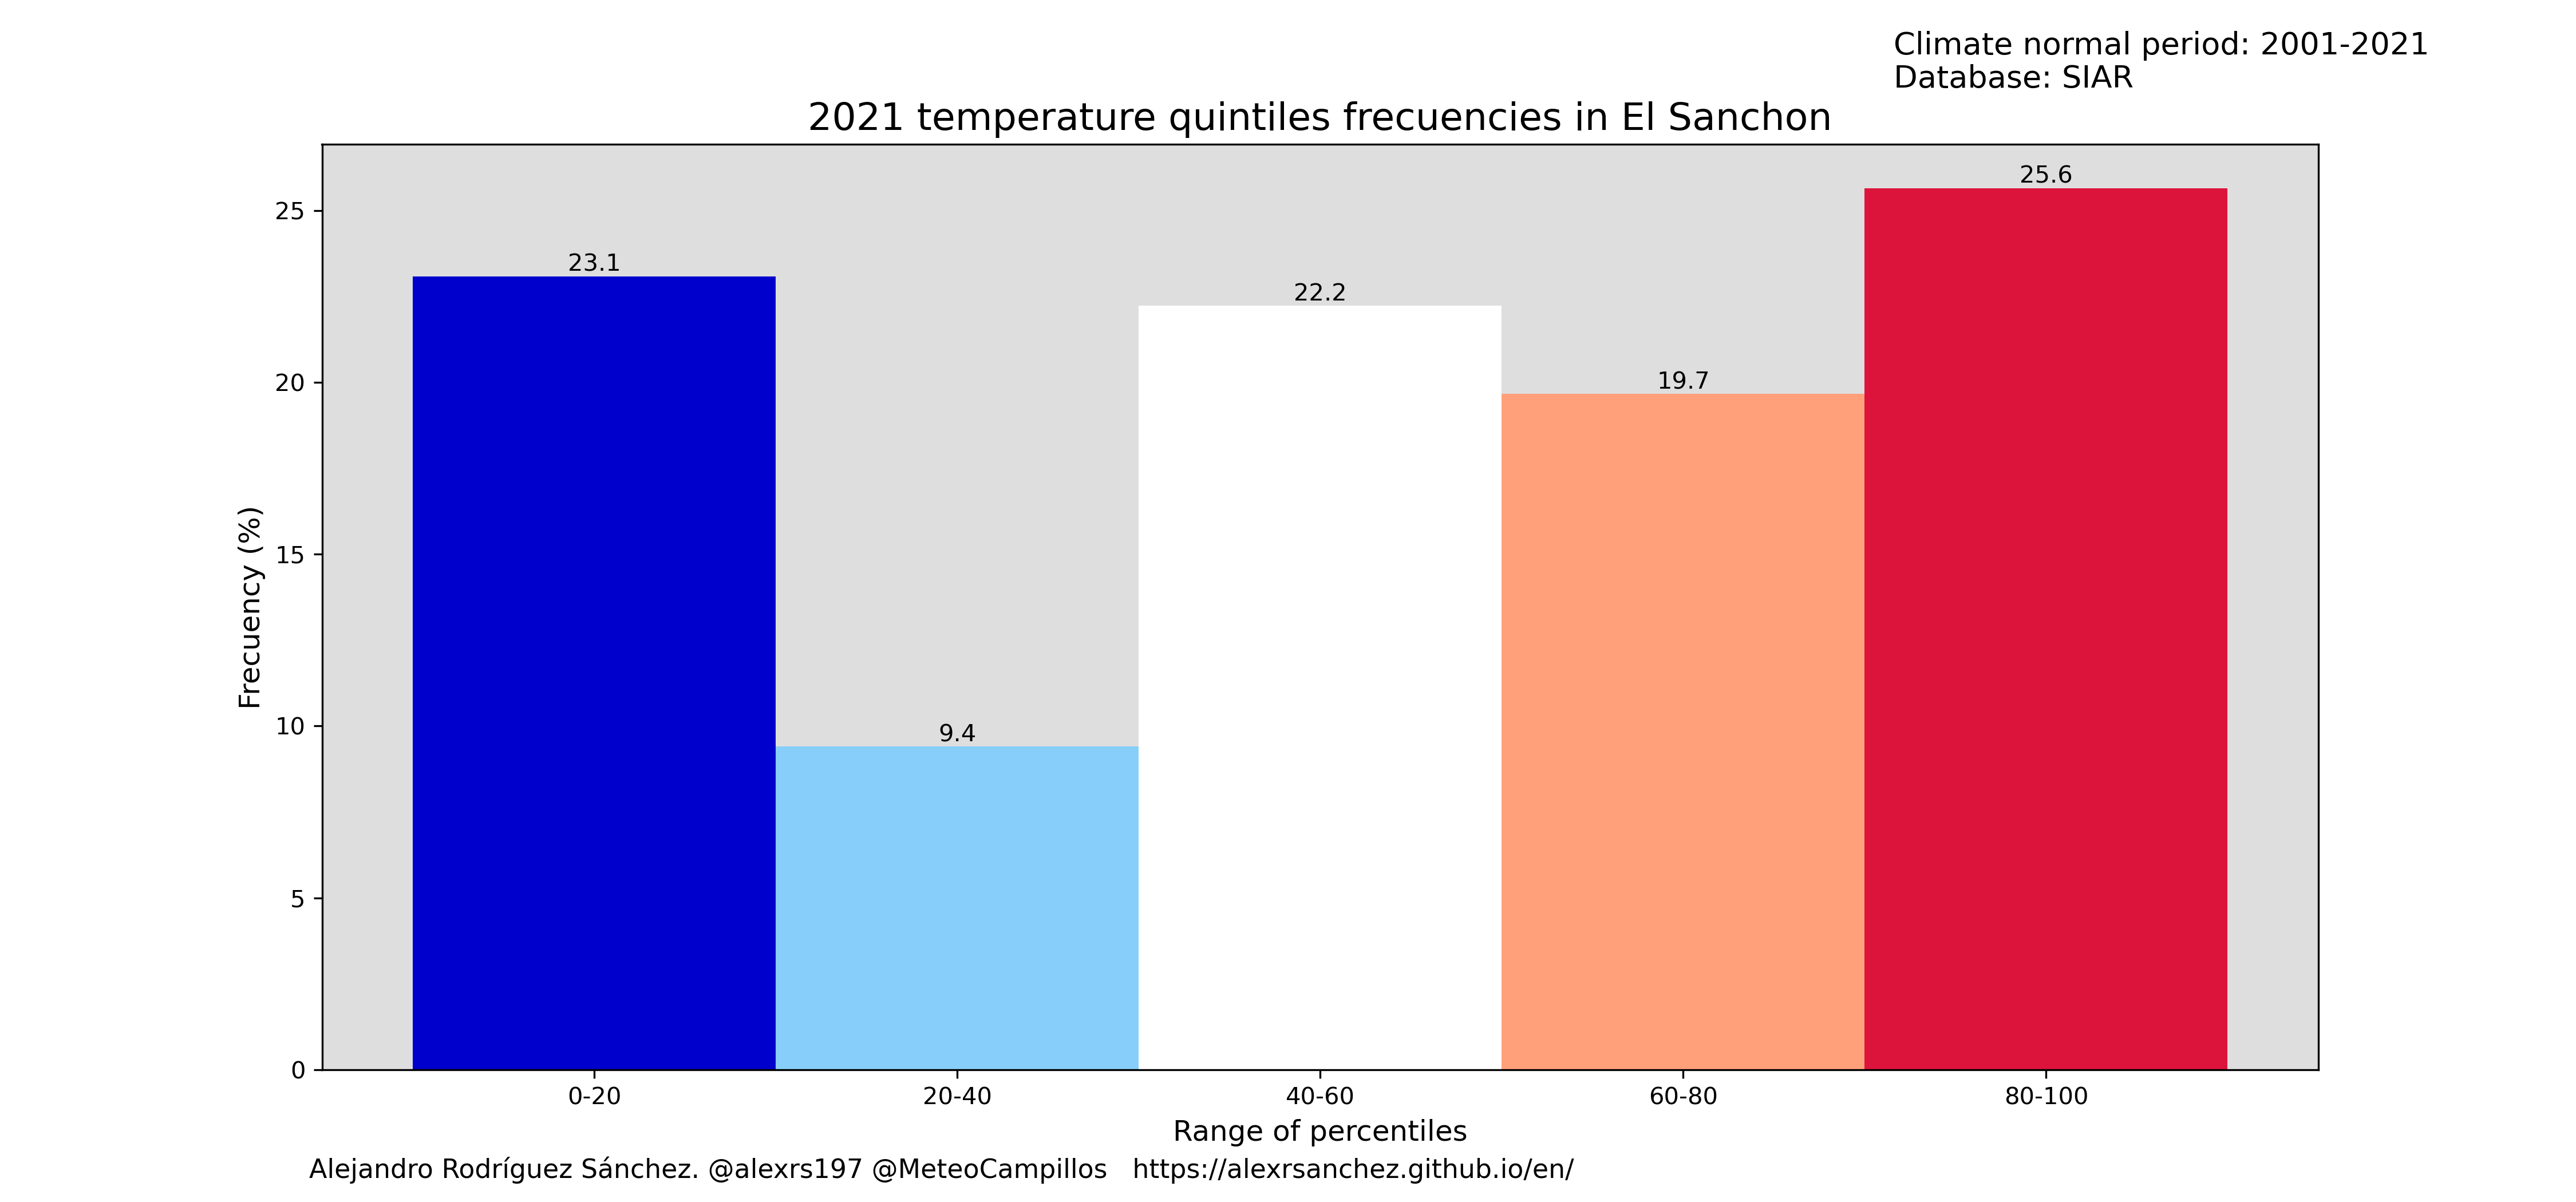 Climate normal period: 2001-2021
Database: SIAR
2021 temperature quintiles frecuencies in El Sanchon
25.6
25
23.1
22.2
20
19.7
15
Frecuency (%)
10
9.4
5
0
0-20
20-40
40-60
60-80
80-100
Range of percentiles
Alejandro Rodríguez Sánchez. @alexrs197 @MeteoCampillos   https://alexrsanchez.github.io/en/